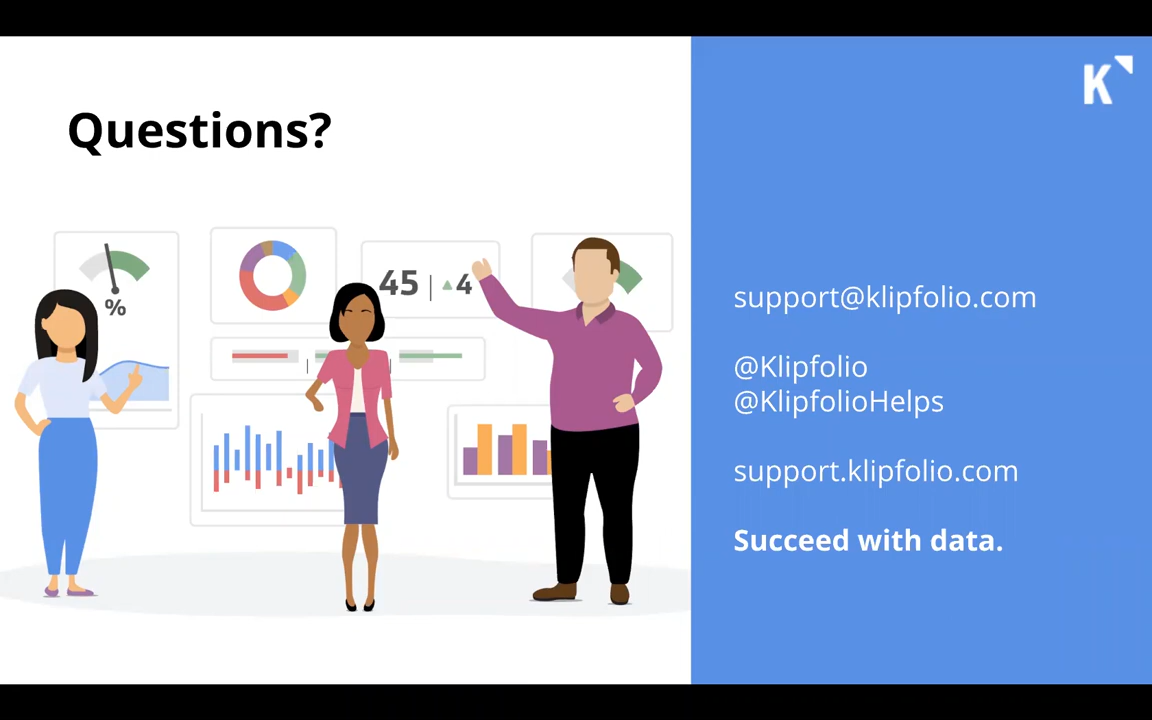 Questions?
%
45 | ▲4
K
support@klipfolio.com
@Klipfolio
@KlipfolioHelps
support.klipfolio.com
Succeed with data.